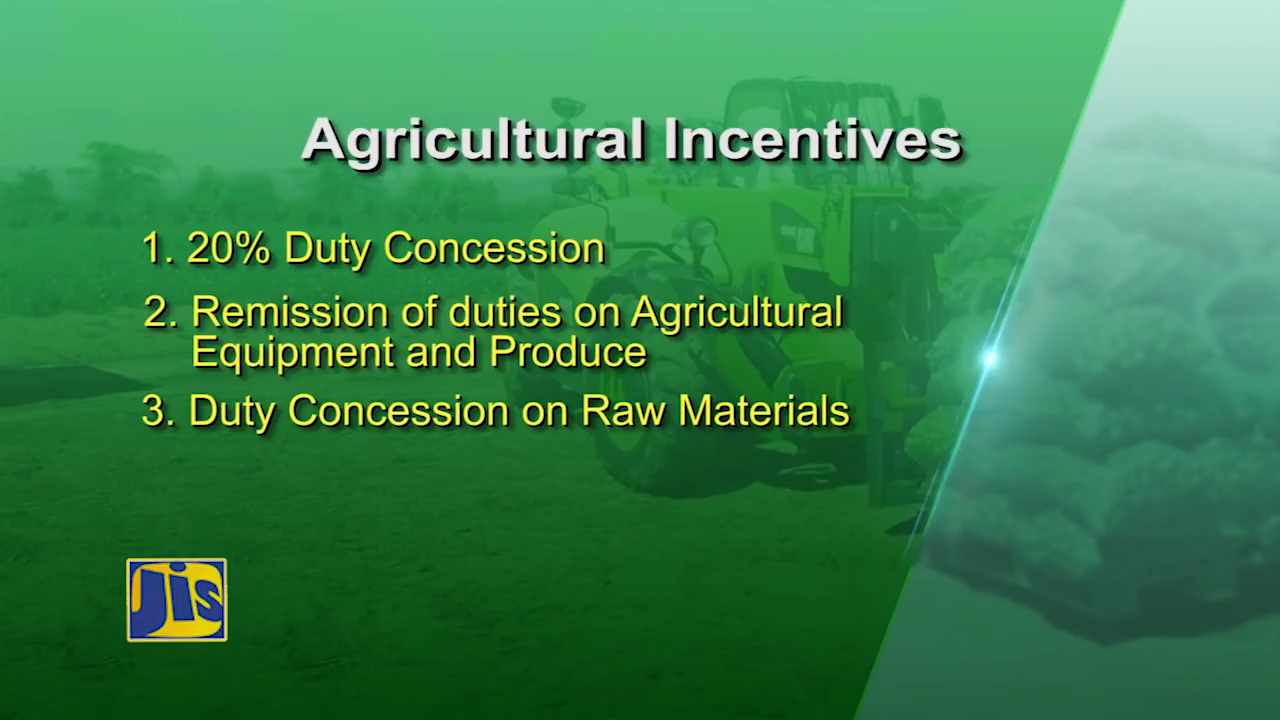 Agricultural Incentives
1. 20% Duty Concession
2. Remission of duties on Agricultural
Equipment and Produce
3. Duty Concession on Raw Materials
Jis